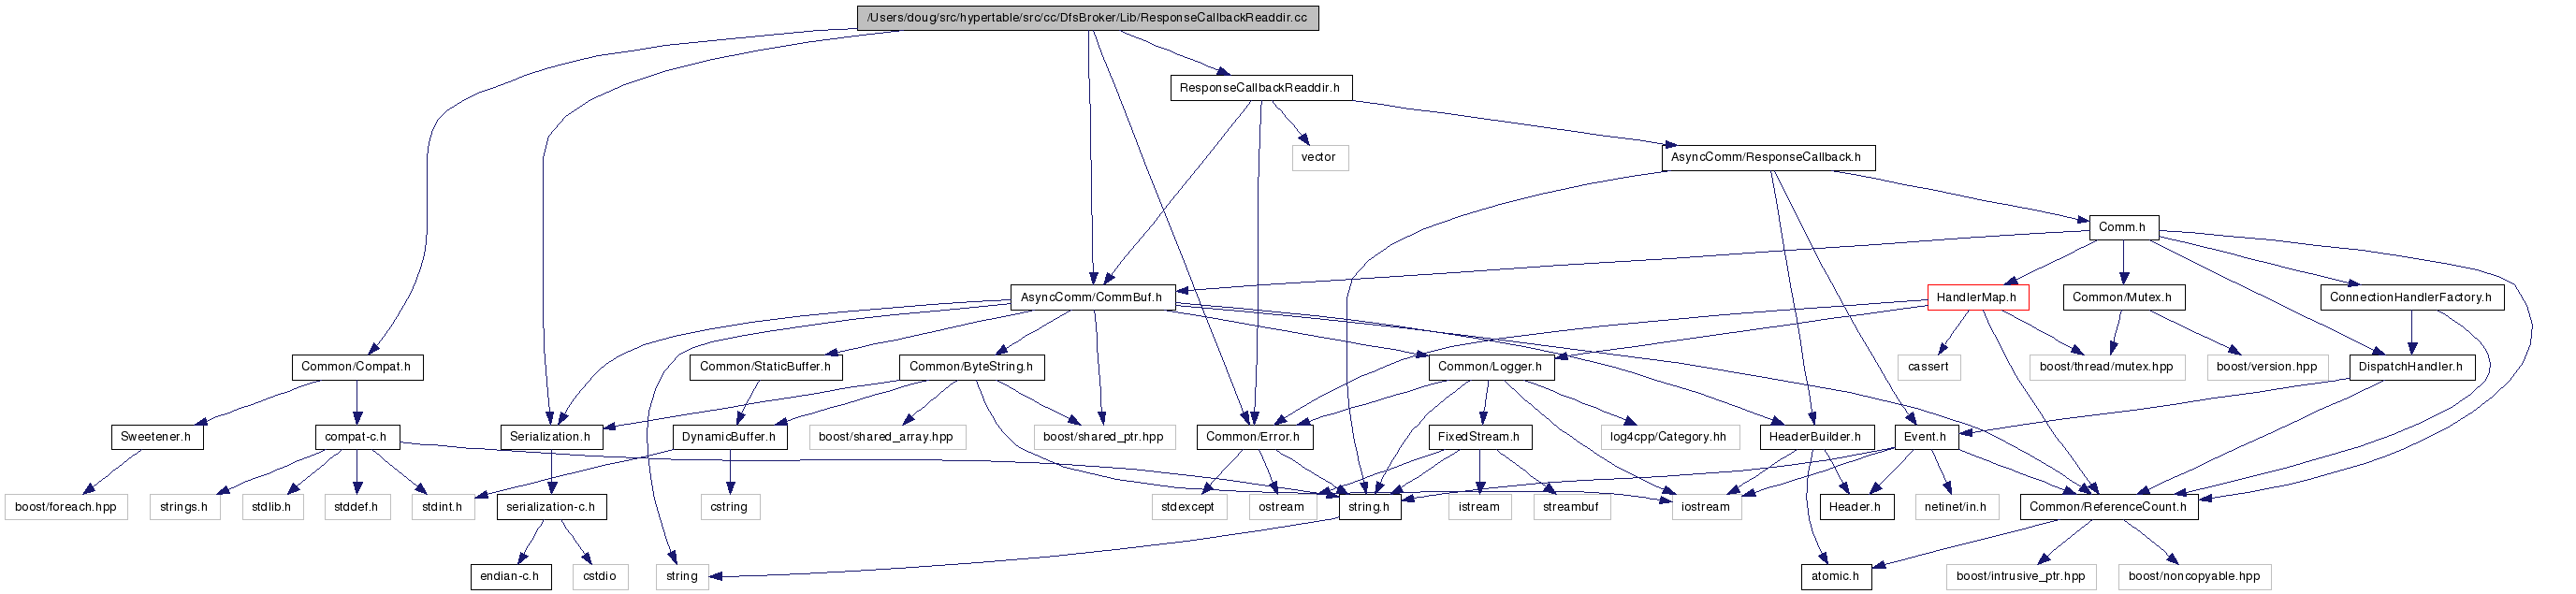 /Users/doug/src/hypertable/src/cc/DfsBroker/Lib/ResponseCallbackReaddir.cc
ResponseCallbackReaddir.h
vector
AsyncComm/ResponseCallback.h
Comm.h
AsyncComm/CommBuf.h
HandlerMap.h
Common/Mutex.h
ConnectionHandlerFactory.h
Common/Compat.h
Common/StaticBuffer.h
Common/ByteString.h
Common/Logger.h
cassert
boost/thread/mutex.hpp
boost/version.hpp
DispatchHandler.h
Sweetener.h
compat-c.h
Serialization.h
DynamicBuffer.h
boost/shared_array.hpp
boost/shared_ptr.hpp
Common/Error.h
FixedStream.h
log4cpp/Category.hh
HeaderBuilder.h
Event.h
boost/foreach.hpp
strings.h
stdlib.h
stddef.h
stdint.h
serialization-c.h
cstring
stdexcept
ostream
string.h
istream
streambuf
iostream
Header.h
netinet/in.h
Common/ReferenceCount.h
endian-c.h
cstdio
string
atomic.h
boost/intrusive_ptr.hpp
boost/noncopyable.hpp